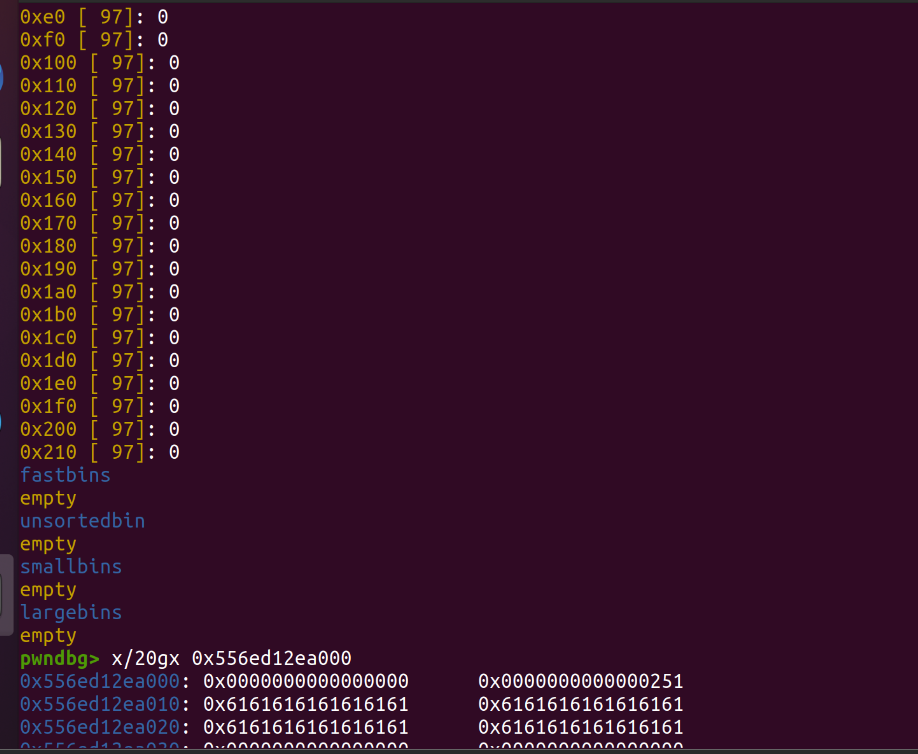 0xe0 [ 97]: 0
0xf0 [ 97]: 0
0x100 [ 97]: 0
0x110 [ 97]: 0
0x120 [ 97]: 0
0x130 [ 97]: 0
0x140 [ 97]: 0
0x150 [ 97]: 0
0x160 [ 97]: 0
0x170 [ 97]: 0
0x180 [ 97]: 0
0x190 [ 97]: 0
0x1a0 [ 97]: 0
0x1b0 [ 97]: 0
0x1c0 [ 97]: 0
0x1d0 [ 97]: 0
0x1e0 [ 97]: 0
0x1f0 [ 97]: 0
0x200 [ 97]: 0
0x210 [ 97]: 0
fastbins
empty
unsortedbin
empty
smallbins
empty
largebins
empty
pwndbg> x/20gx 0x556ed12ea000
0x556ed12ea000: 0x0000000000000000 0x0000000000000251
0x556ed12ea010: 0x6161616161616161 0x6161616161616161
0x556ed12ea020: 0x6161616161616161 0x6161616161616161
0x556ed12ea030: 0x0000000000000000 0x0000000000000000